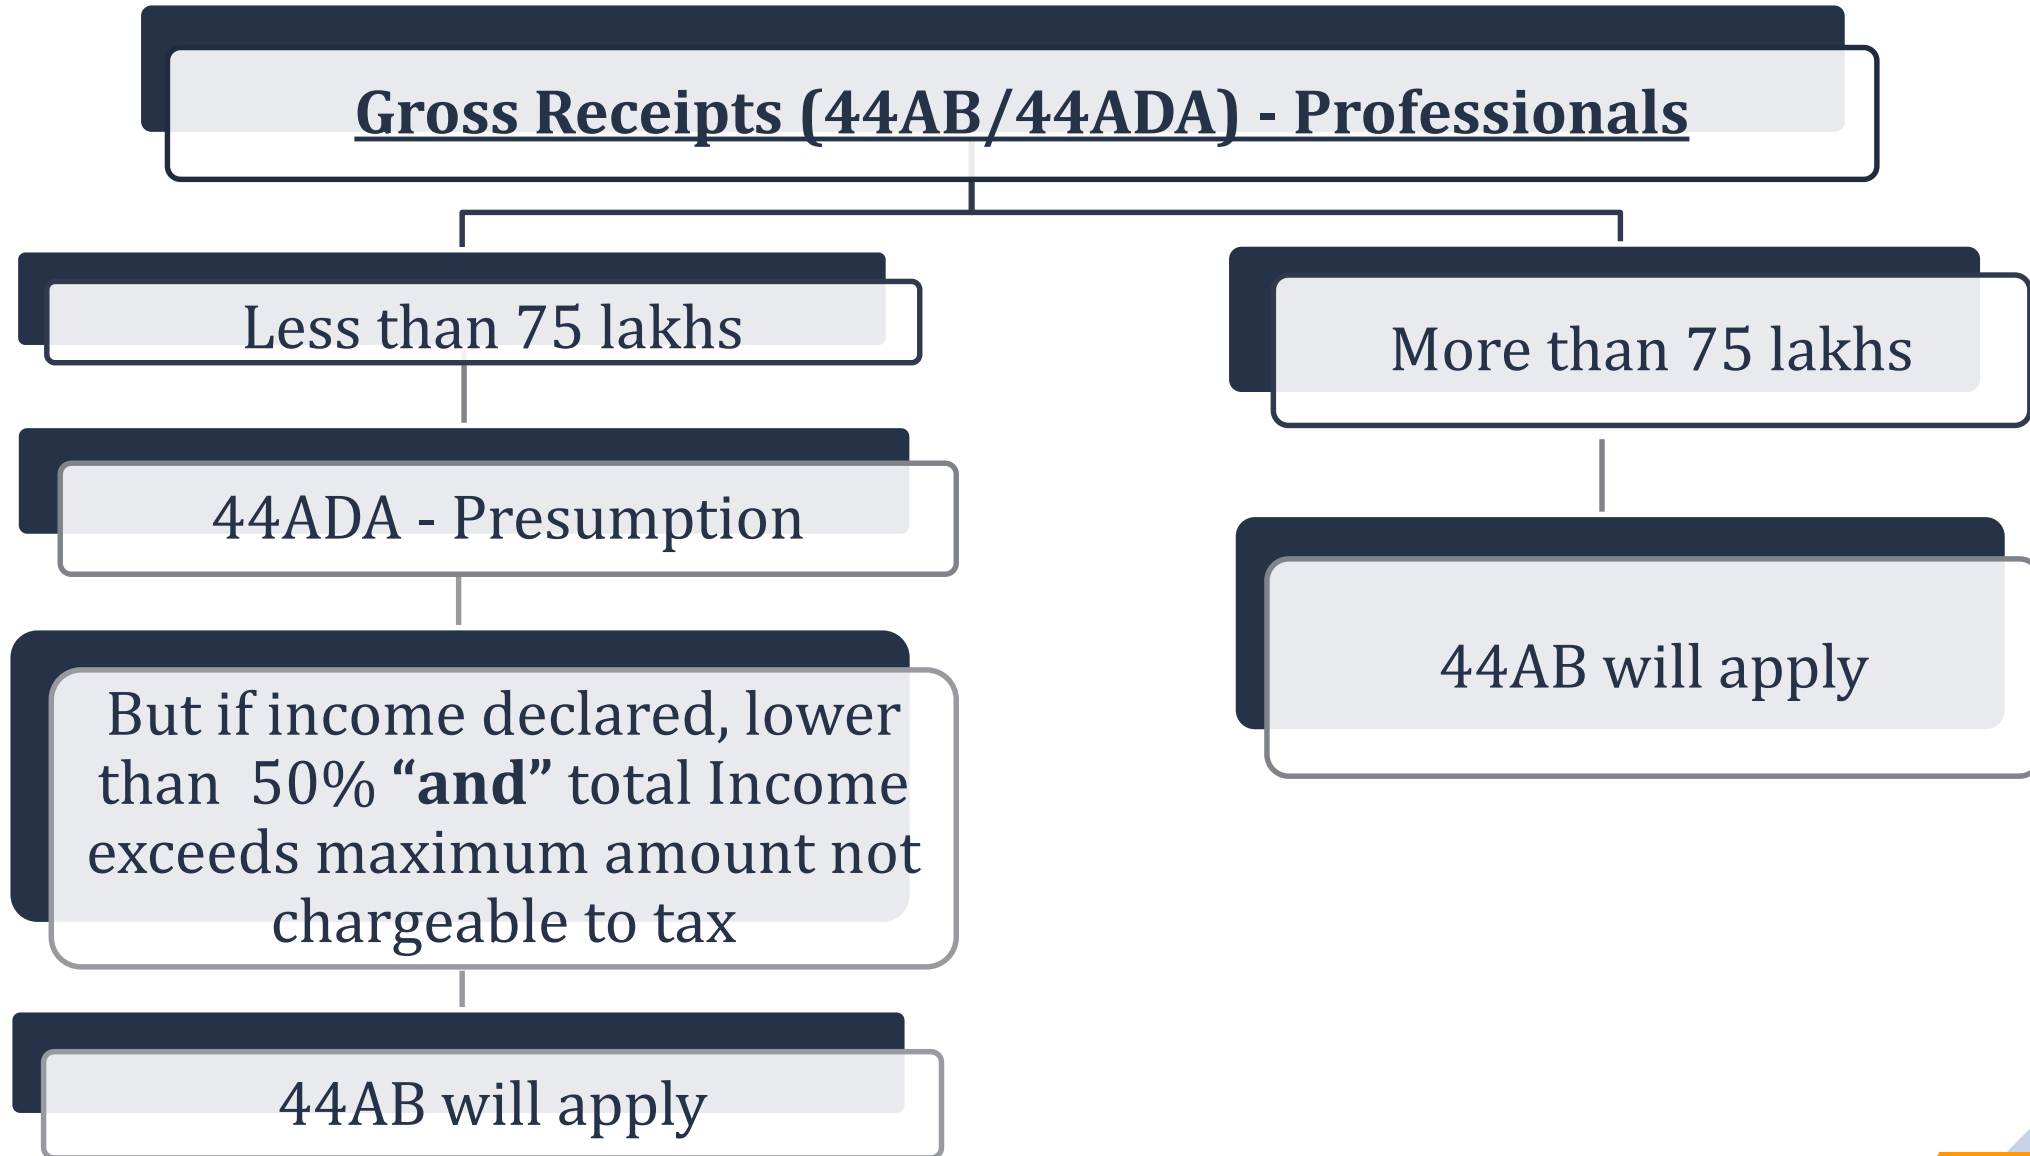 Gross Receipts (44AB/44ADA) - Professionals
Less than 75 lakhs
44ADA - Presumption
But if income declared, lower
than  50% “and” total Income
exceeds maximum amount not
chargeable to tax
44AB will apply
More than 75 lakhs
44AB will apply